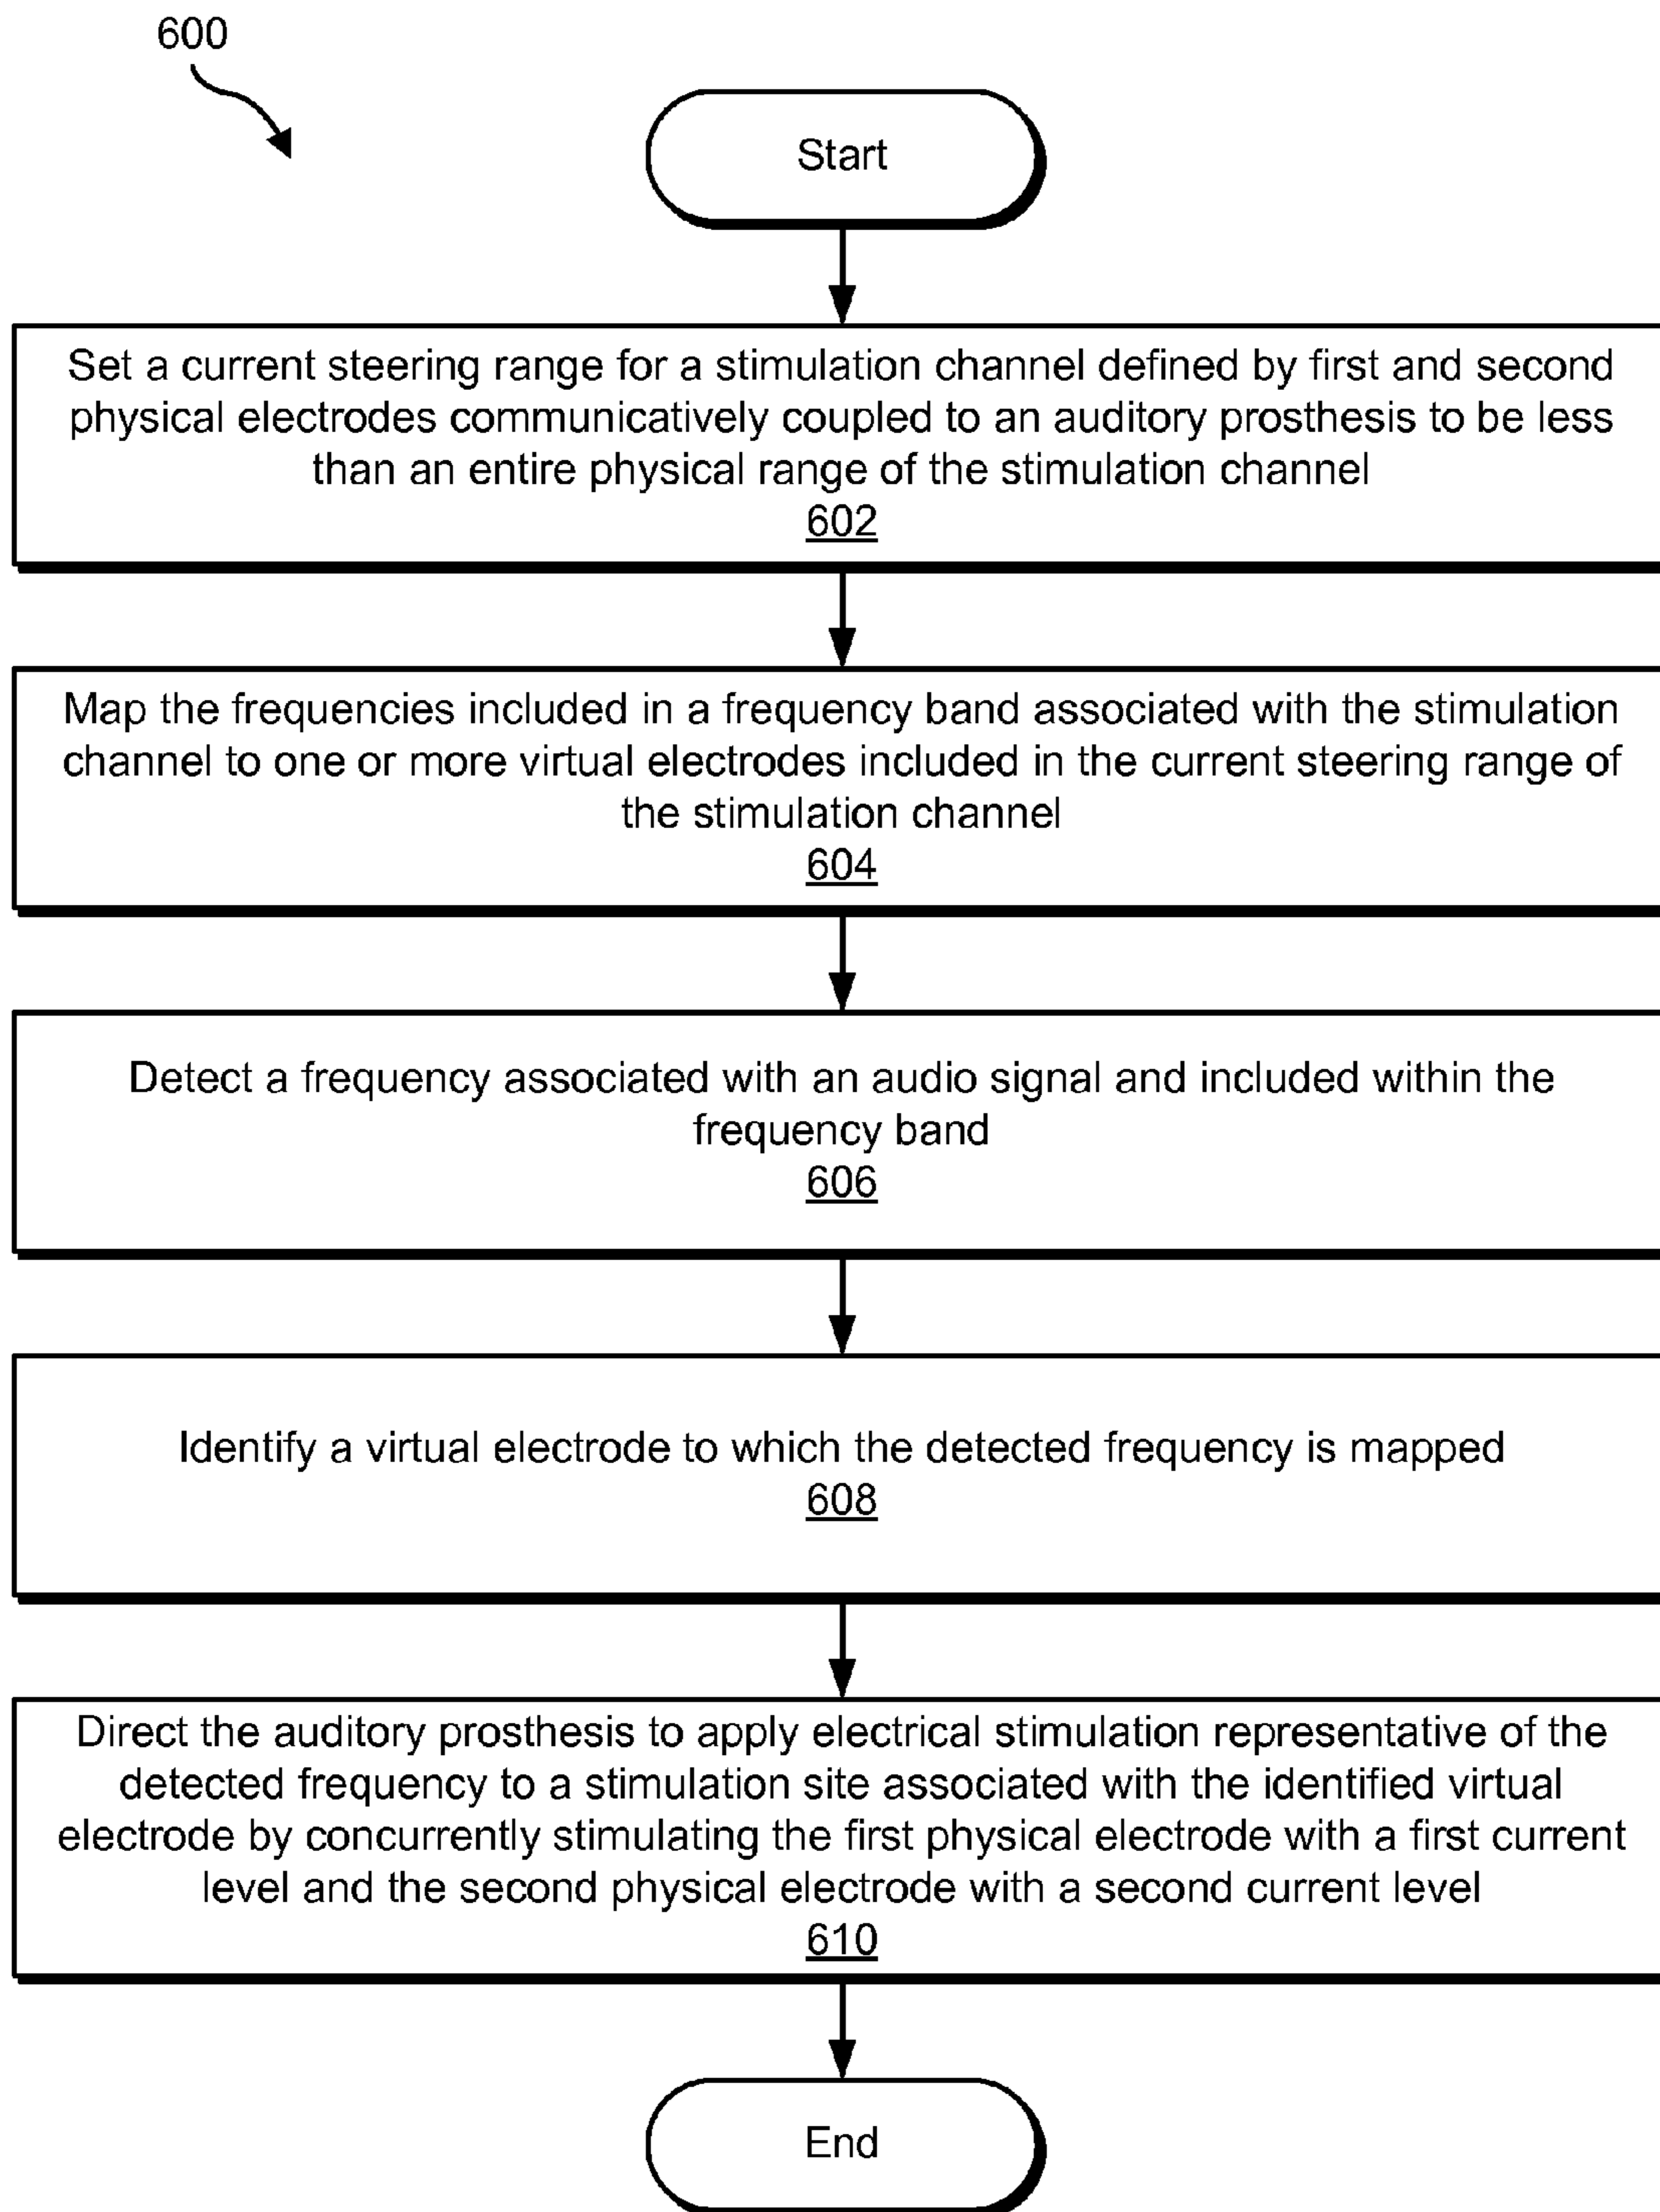 600
Start
Set a current steering range for a stimulation channel defined by first and second
physical electrodes communicatively coupled to an auditory prosthesis to be less
than an entire physical range of the stimulation channel
602
Map the frequencies included in a frequency band associated with the stimulation
channel to one or more virtual electrodes included in the current steering range of
the stimulation channel
604
Detect a frequency associated with an audio signal and included within the
frequency band
606
Identify a virtual electrode to which the detected frequency is mapped
608
Direct the auditory prosthesis to apply electrical stimulation representative of the
detected frequency to a stimulation site associated with the identified virtual
electrode by concurrently stimulating the first physical electrode with a first current
level and the second physical electrode with a second current level
610
End